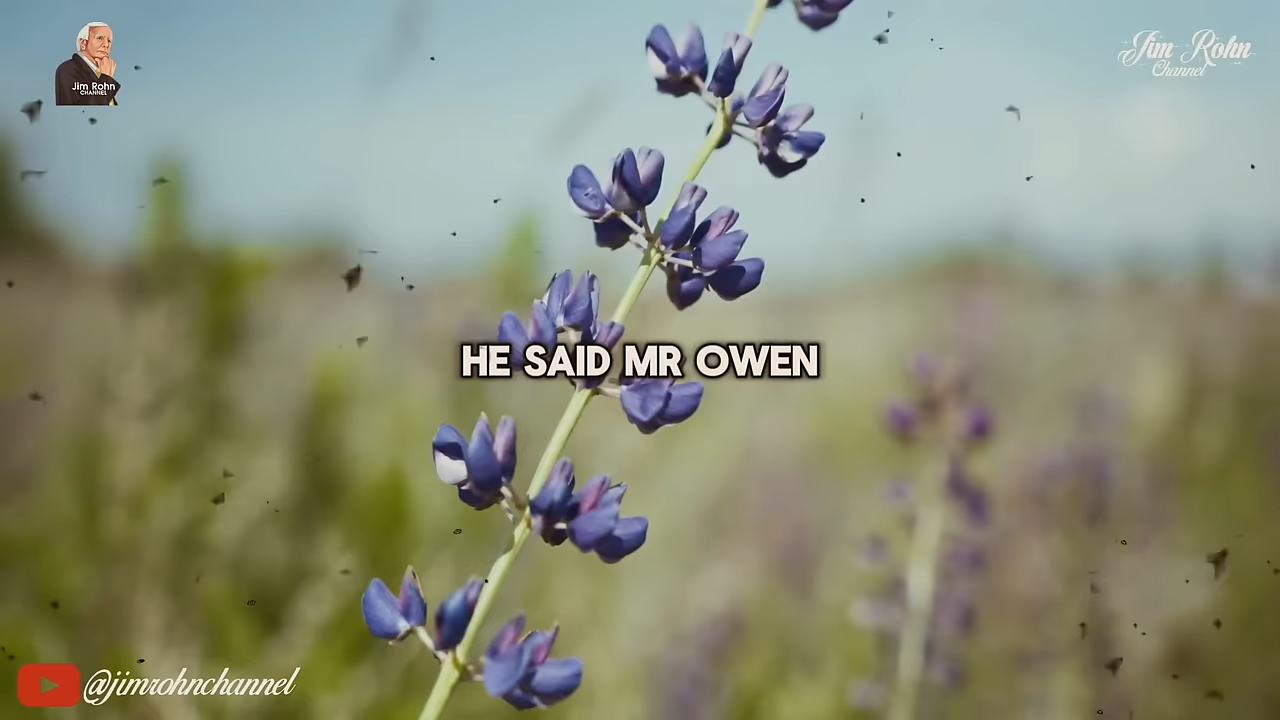 Jim Rohn
CHANNEL
Jim Rohn
Channel
HE SAID MR OWEN
@jimrohnchannel